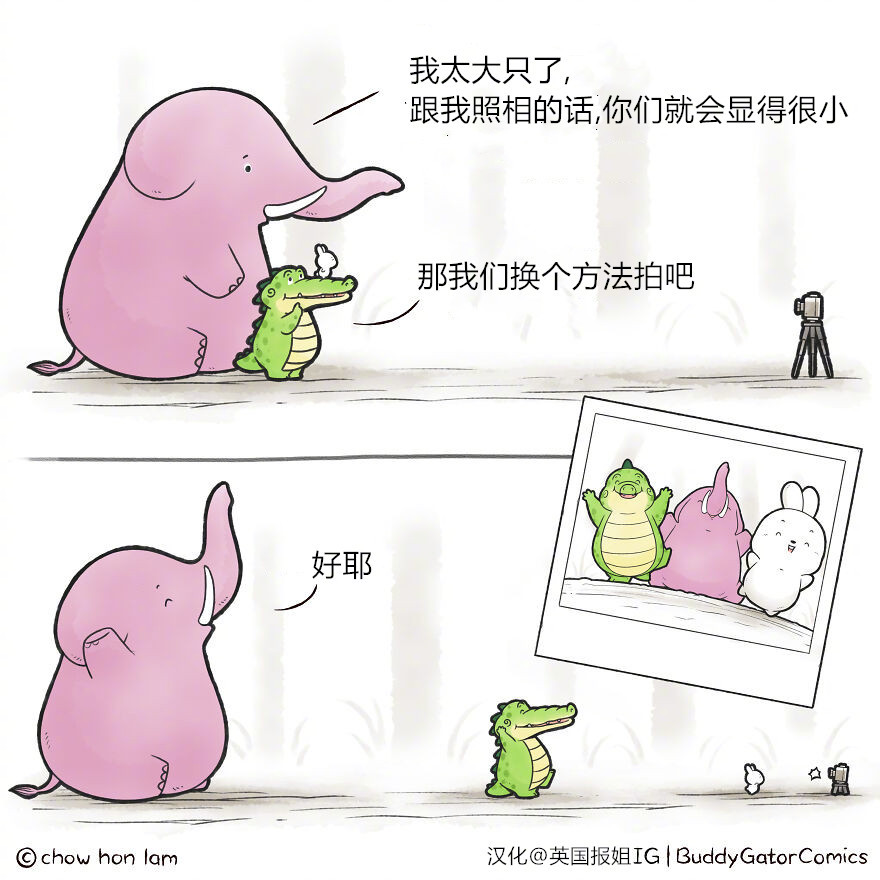 我太大只了,
跟我照相的话,你们就会显得很小
那我们换个方法拍吧
好耶
©chow hon lam
汉化@英国报姐IG|BuddyGatorComics